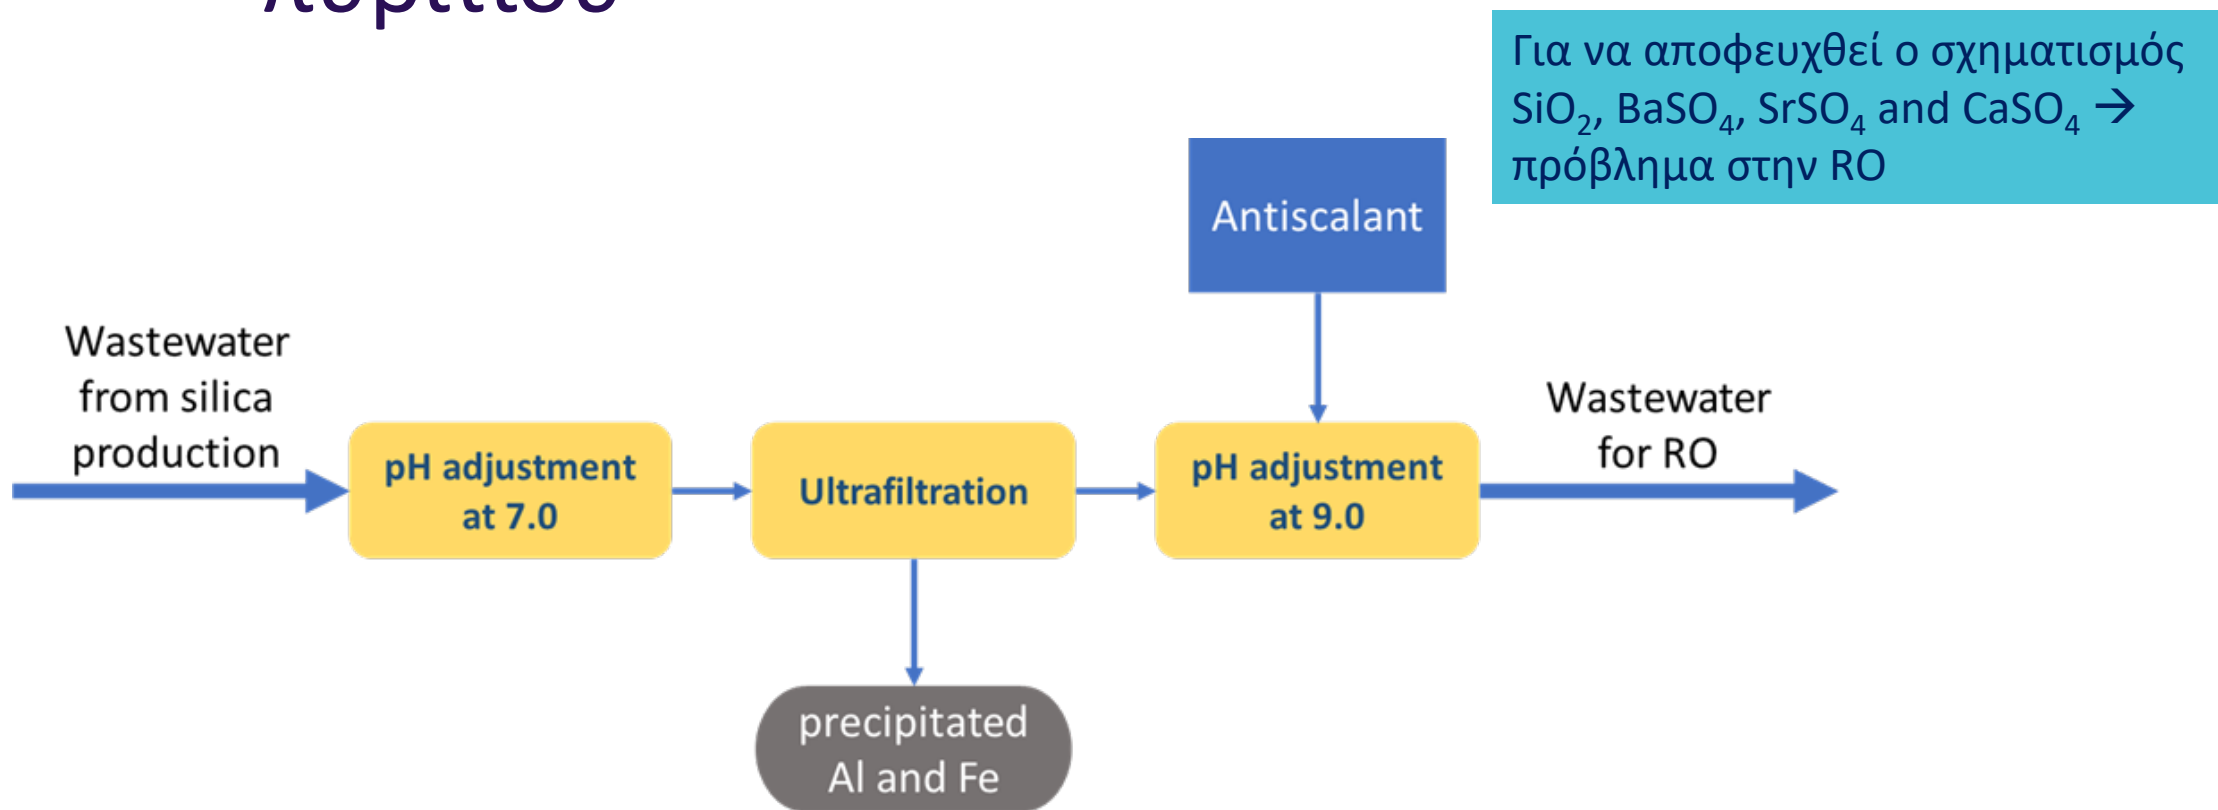 Για να αποφευχθεί ο σχηματισμός
SiO₂, BaSO₄, SrSO₄ and CaSO₄ →
πρόβλημα στην RO
Antiscalant
Wastewater
from silica
production
pH adjustment
at 7.0
Ultrafiltration
pH adjustment
at 9.0
Wastewater
for RO
precipitated
Al and Fe